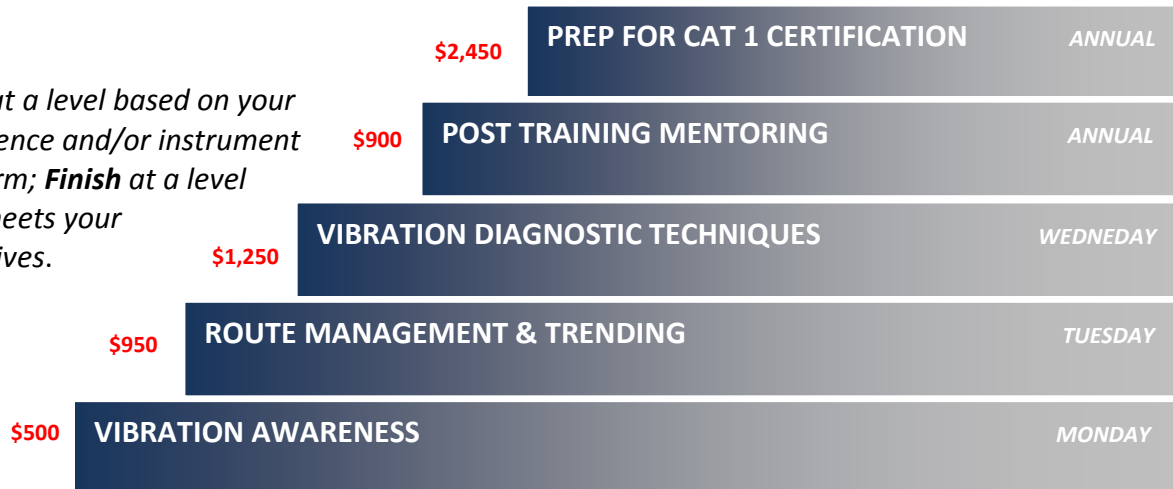 $2,450 PREP FOR CAT 1 CERTIFICATION ANNUAL
at a level based on your
ence and/or instrument
rm; Finish at a level
eets your
ives.
$900 POST TRAINING MENTORING ANNUAL
$1,250 VIBRATION DIAGNOSTIC TECHNIQUES WEDNEDAY
$950 ROUTE MANAGEMENT & TRENDING TUESDAY
$500 VIBRATION AWARENESS MONDAY